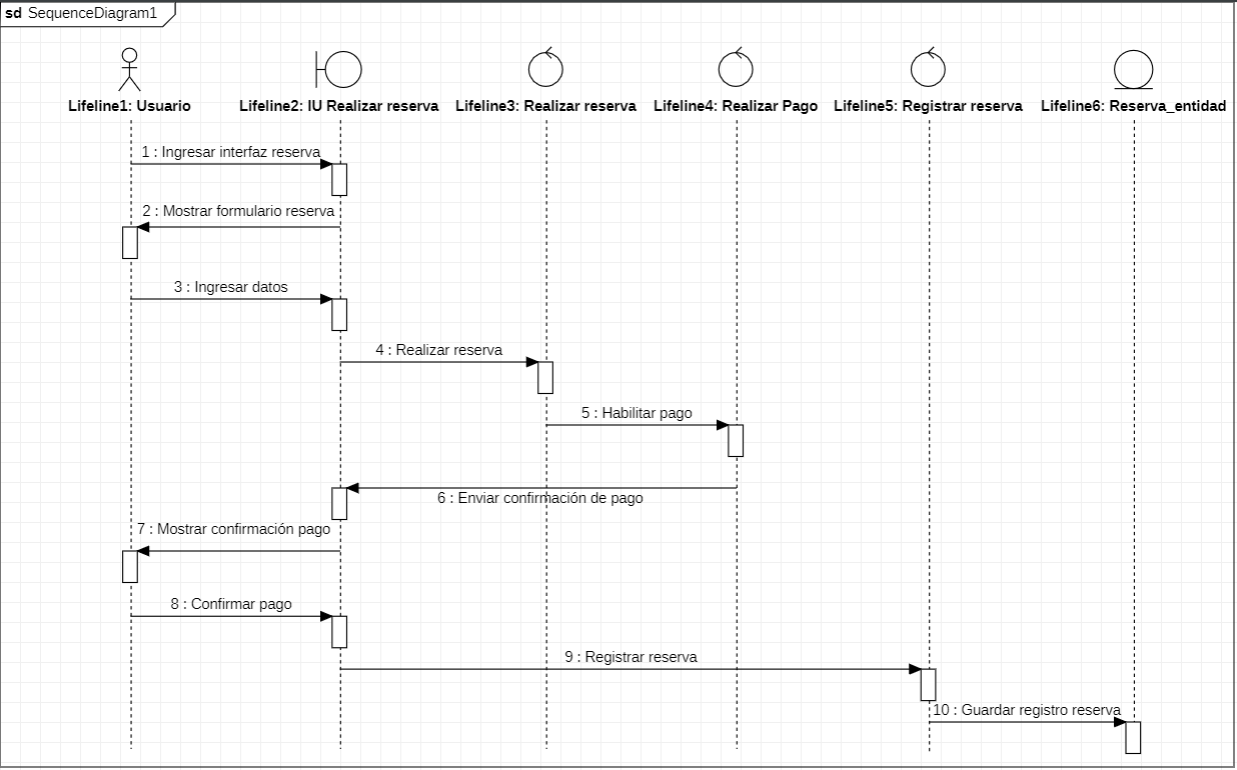 sd SequenceDiagram1
Lifeline1: Usuario
Lifeline2: IU Realizar reserva
Lifeline3: Realizar reserva
Lifeline4: Realizar Pago
Lifeline5: Registrar reserva
Lifeline6: Reserva_entidad
1 : Ingresar interfaz reserva
2 : Mostrar formulario reserva
3 : Ingresar datos
4 : Realizar reserva
5 : Habilitar pago
6 : Enviar confirmación de pago
7 : Mostrar confirmación pago
8 : Confirmar pago
9 : Registrar reserva
10 : Guardar registro reserva